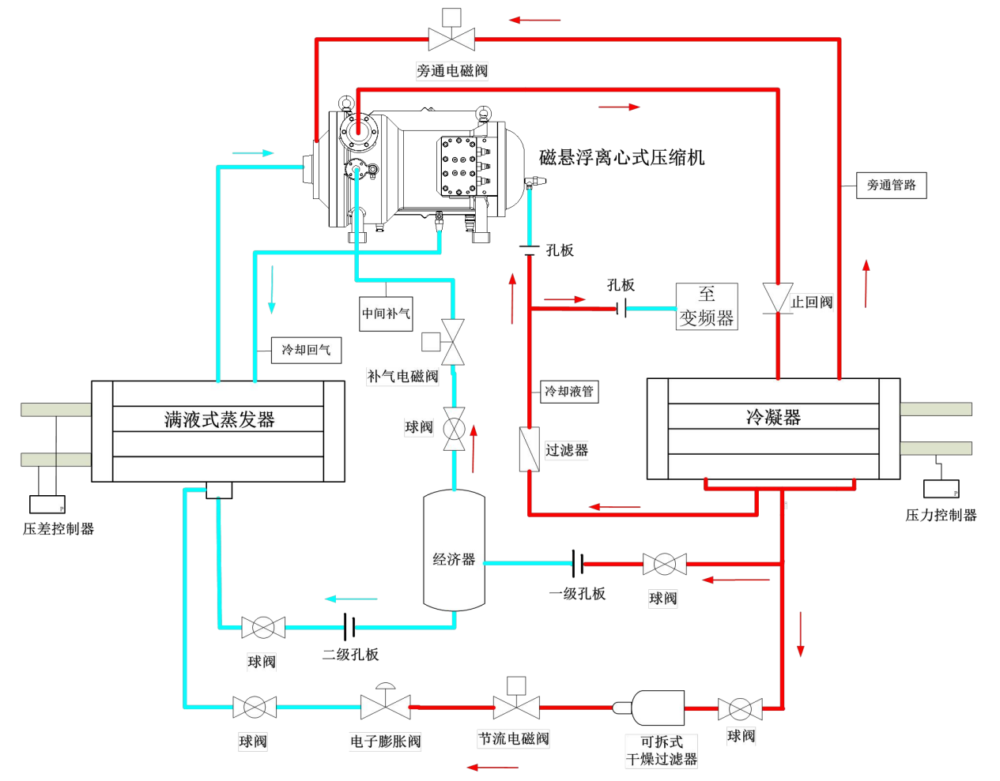 旁通电磁阀
磁悬浮离心式压缩机
旁通管路
孔板
孔板
至
变频器
止回阀
中间补气
冷却回气
补气电磁阀
冷却液管
满液式蒸发器
冷凝器
球阀
过滤器
P
压差控制器
P
压力控制器
经济器
一级孔板
球阀
二级孔板
球阀
球阀
电子膨胀阀
节流电磁阀
可拆式
干燥过滤器
球阀